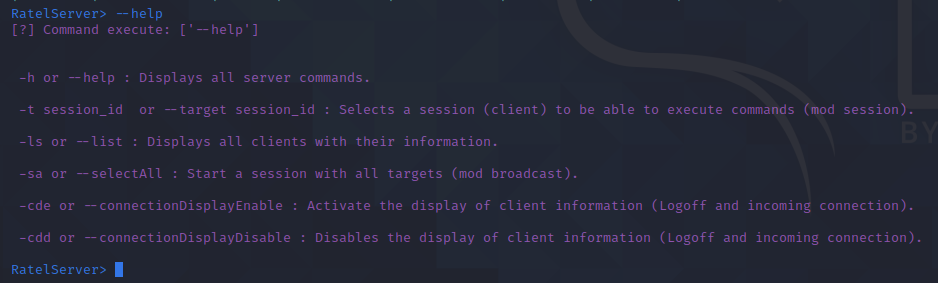 RatelServer> --help
[?] Command execute: ['--help']
-h or --help : Displays all server commands.
-t session_id  or --target session_id : Selects a session (client) to be able to execute commands (mod session).
-ls or --list : Displays all clients with their information.
-sa or --selectAll : Start a session with all targets (mod broadcast).
-cde or --connectionDisplayEnable : Activate the display of client information (Logoff and incoming connection).
-cdd or --connectionDisplayDisable : Disables the display of client information (Logoff and incoming connection).
RatelServer>
BY